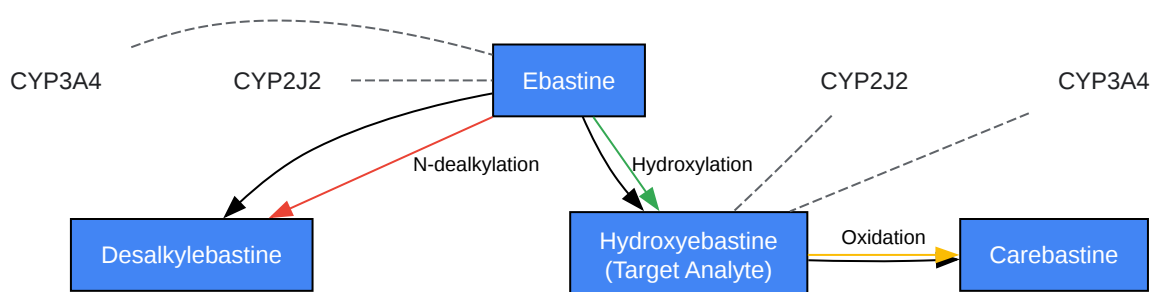 CYP3A4
CYP2J2
Ebastine
CYP2J2
CYP3A4
N-dealkylation
Hydroxylation
Desalkylebastine
Hydroxyebastine
(Target Analyte)
Oxidation
Carebastine